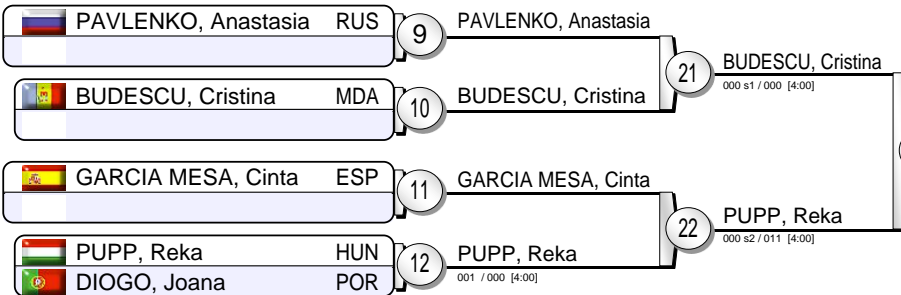 PAVLENKO, Anastasia RUS
9
PAVLENKO, Anastasia
BUDESCU, Cristina MDA
10
BUDESCU, Cristina
21
BUDESCU, Cristina
000 s1 / 000 [4:00]
GARCIA MESA, Cinta ESP
11
GARCIA MESA, Cinta
PUPP, Reka HUN
DIOGO, Joana POR
12
PUPP, Reka
001 / 000 [4:00]
22
PUPP, Reka
000 s2 / 011 [4:00]